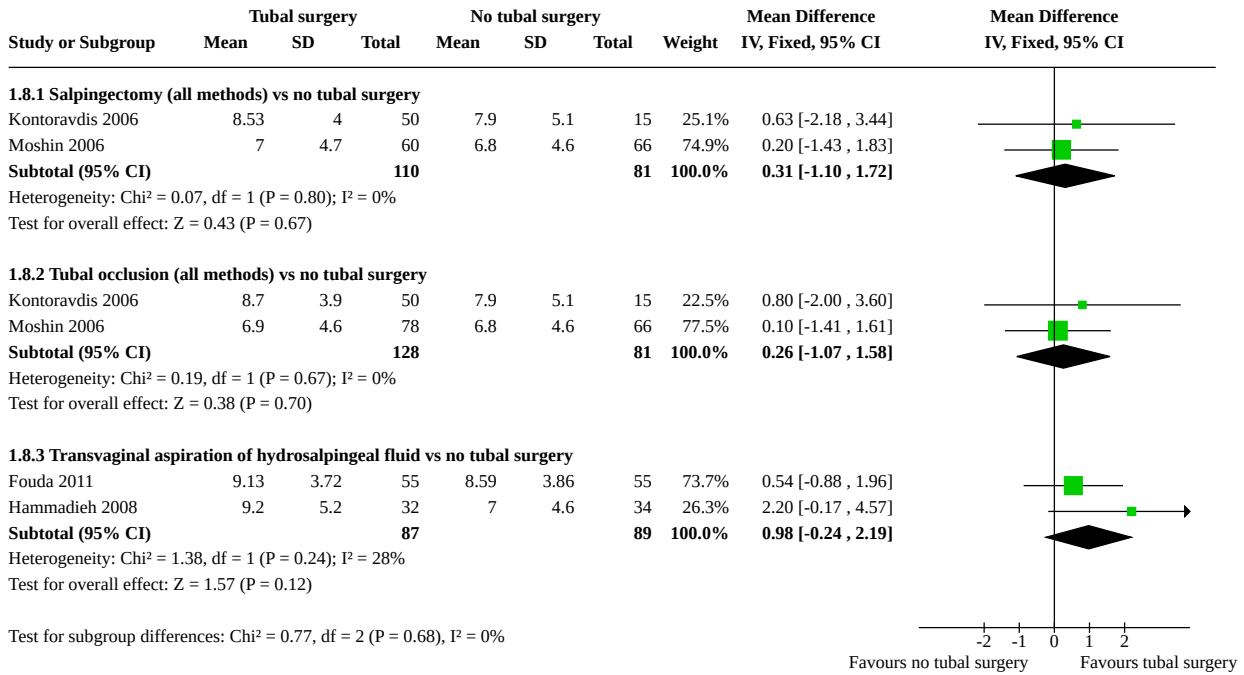 Tubal surgery No tubal surgery Mean Difference Mean Difference
Study or Subgroup Mean SD Total Mean SD Total Weight IV, Fixed, 95% CI IV, Fixed, 95% CI
1.8.1 Salpingectomy (all methods) vs no tubal surgery
Kontoravdis 2006 8.53 4 50 7.9 5.1 15 25.1% 0.63 [-2.18 , 3.44]
Moshin 2006 7 4.7 60 6.8 4.6 66 74.9% 0.20 [-1.43 , 1.83]
Subtotal (95% CI) 110 81 100.0% 0.31 [-1.10 , 1.72]
Heterogeneity: Chi² = 0.07, df = 1 (P = 0.80); I² = 0%
Test for overall effect: Z = 0.43 (P = 0.67)
1.8.2 Tubal occlusion (all methods) vs no tubal surgery
Kontoravdis 2006 8.7 3.9 50 7.9 5.1 15 22.5% 0.80 [-2.00 , 3.60]
Moshin 2006 6.9 4.6 78 6.8 4.6 66 77.5% 0.10 [-1.41 , 1.61]
Subtotal (95% CI) 128 81 100.0% 0.26 [-1.07 , 1.58]
Heterogeneity: Chi² = 0.19, df = 1 (P = 0.67); I² = 0%
Test for overall effect: Z = 0.38 (P = 0.70)
1.8.3 Transvaginal aspiration of hydrosalpingeal fluid vs no tubal surgery
Fouda 2011 9.13 3.72 55 8.59 3.86 55 73.7% 0.54 [-0.88 , 1.96]
Hammadieh 2008 9.2 5.2 32 7 4.6 34 26.3% 2.20 [-0.17 , 4.57]
Subtotal (95% CI) 87 89 100.0% 0.98 [-0.24 , 2.19]
Heterogeneity: Chi² = 1.38, df = 1 (P = 0.24); I² = 28%
Test for overall effect: Z = 1.57 (P = 0.12)
Test for subgroup differences: Chi² = 0.77, df = 2 (P = 0.68), I² = 0%
-2 -1 0 1 2
Favours no tubal surgery Favours tubal surgery